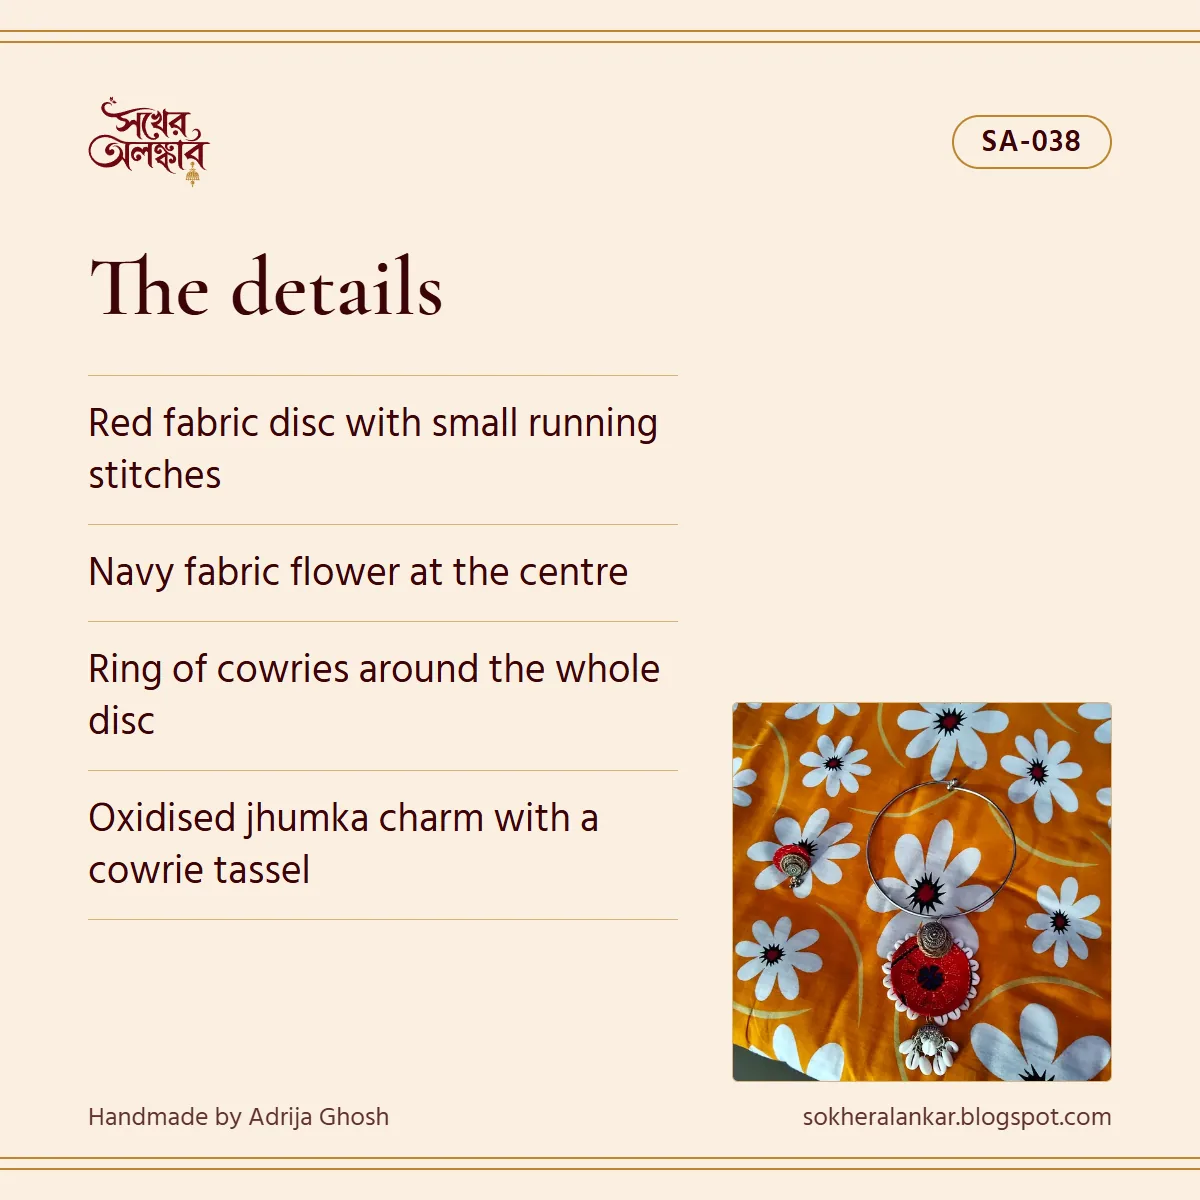 সখের
অলঙ্কার
SA-038
The details
Red fabric disc with small running
stitches
Navy fabric flower at the centre
Ring of cowries around the whole
disc
Oxidised jhumka charm with a
cowrie tassel
Handmade by Adrija Ghosh
sokheralankar.blogspot.com